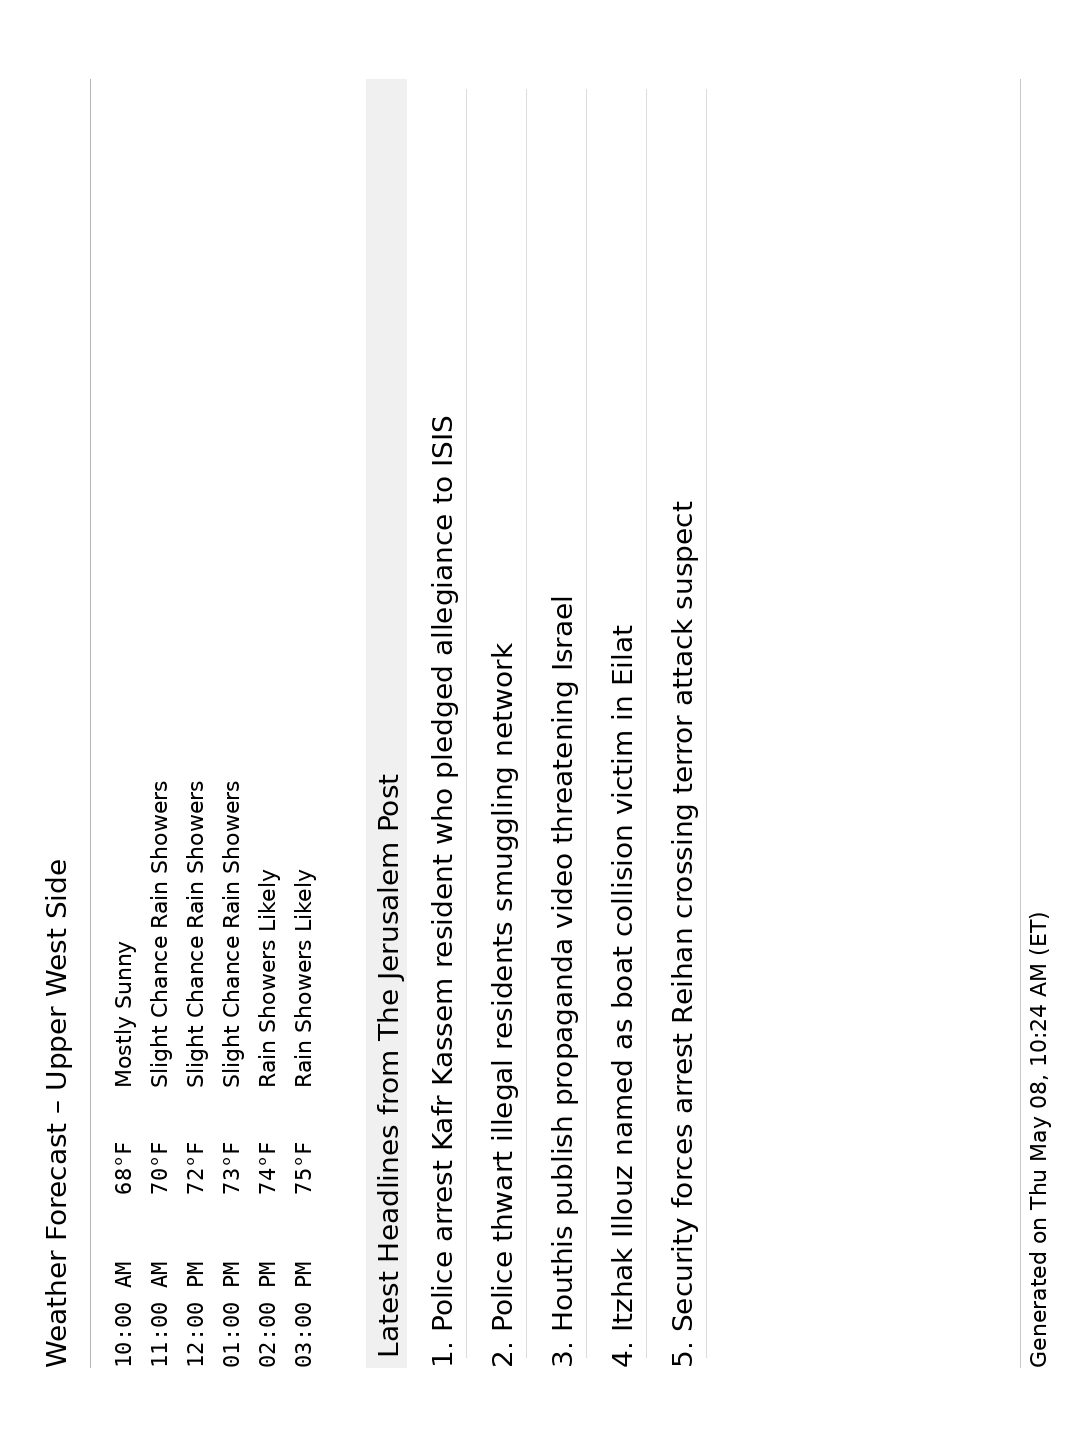 Weather Forecast – Upper West Side
10:00 AM 68°F Mostly Sunny
11:00 AM 70°F Slight Chance Rain Showers
12:00 PM 72°F Slight Chance Rain Showers
01:00 PM 73°F Slight Chance Rain Showers
02:00 PM 74°F Rain Showers Likely
03:00 PM 75°F Rain Showers Likely
Latest Headlines from The Jerusalem Post
1. Police arrest Kafr Kassem resident who pledged allegiance to ISIS
2. Police thwart illegal residents smuggling network
3. Houthis publish propaganda video threatening Israel
4. Itzhak Illouz named as boat collision victim in Eilat
5. Security forces arrest Reihan crossing terror attack suspect
Generated on Thu May 08, 10:24 AM (ET)